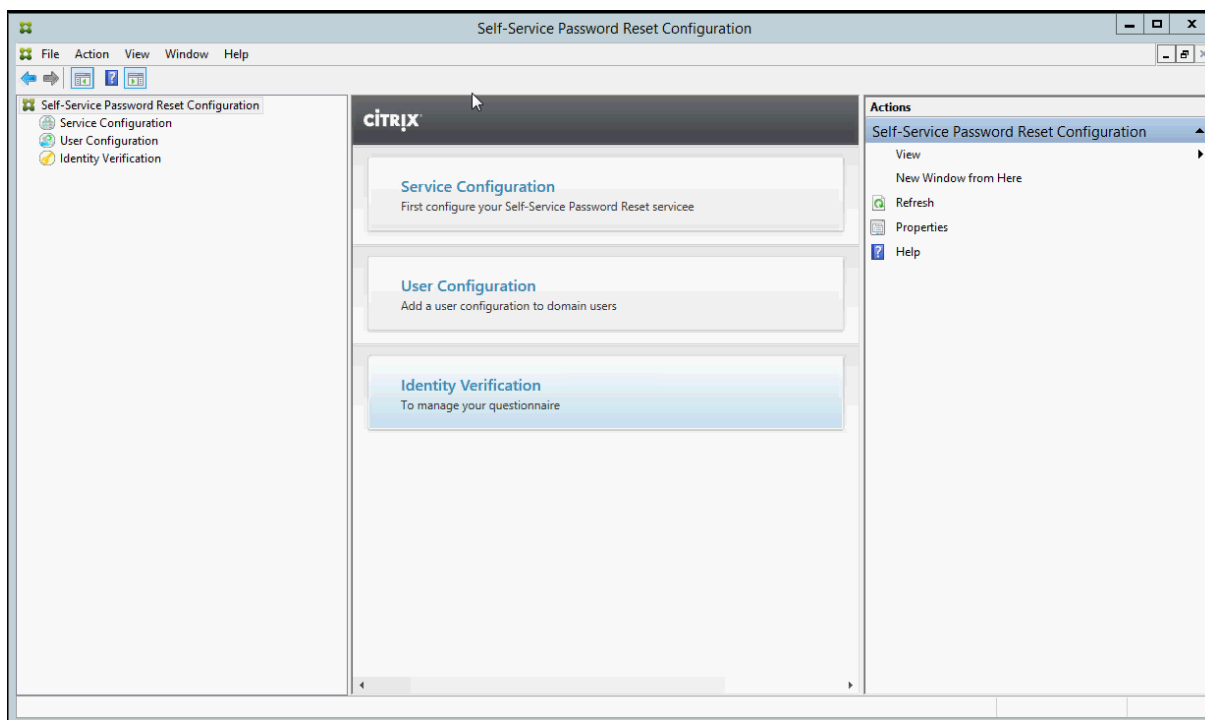 Self-Service Password Reset Configuration
File Action View Window Help
Self-Service Password Reset Configuration
Service Configuration
User Configuration
Identity Verification
CITRIX
Service Configuration
First configure your Self-Service Password Reset servicee
User Configuration
Add a user configuration to domain users
Identity Verification
To manage your questionnaire
Actions
Self-Service Password Reset Configuration
View
New Window from Here
Refresh
Properties
Help